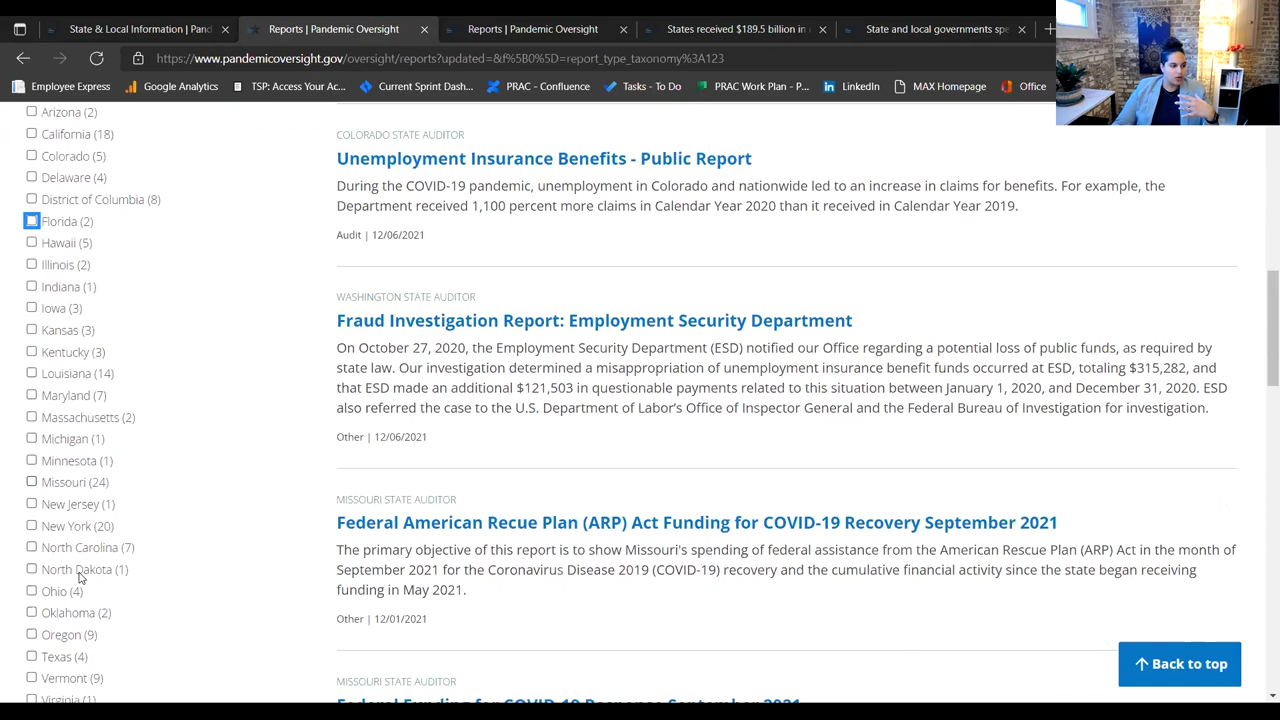 State & Local Information | Pand
Reports | Pandemic Oversight
Reports | Pandemic Oversight
States received $189.5 billion in
State and local governments spe
https://www.pandemicoversight.gov/oversight/reports?updated=&f%5B0%5D=report_type_taxonomy%3A123
Employee Express
Google Analytics
TSP: Access Your Ac...
Current Sprint Dash...
PRAC - Confluence
Tasks - To Do
PRAC Work Plan - P...
LinkedIn
MAX Homepage
Office
Arizona (2)
California (18)
Colorado (5)
Delaware (4)
District of Columbia (8)
Florida (2)
Hawaii (5)
Illinois (2)
Indiana (1)
Iowa (3)
Kansas (3)
Kentucky (3)
Louisiana (14)
Maryland (7)
Massachusetts (2)
Michigan (1)
Minnesota (1)
Missouri (24)
New Jersey (1)
New York (20)
North Carolina (7)
North Dakota (1)
Ohio (4)
Oklahoma (2)
Oregon (9)
Texas (4)
Vermont (9)
Virginia (1)
COLORADO STATE AUDITOR
Unemployment Insurance Benefits - Public Report
During the COVID-19 pandemic, unemployment in Colorado and nationwide led to an increase in claims for benefits. For example, the
Department received 1,100 percent more claims in Calendar Year 2020 than it received in Calendar Year 2019.
Audit | 12/06/2021
WASHINGTON STATE AUDITOR
Fraud Investigation Report: Employment Security Department
On October 27, 2020, the Employment Security Department (ESD) notified our Office regarding a potential loss of public funds, as required by
state law. Our investigation determined a misappropriation of unemployment insurance benefit funds occurred at ESD, totaling $315,282, and
that ESD made an additional $121,503 in questionable payments related to this situation between January 1, 2020, and December 31, 2020. ESD
also referred the case to the U.S. Department of Labor's Office of Inspector General and the Federal Bureau of Investigation for investigation.
Other | 12/06/2021
MISSOURI STATE AUDITOR
Federal American Recue Plan (ARP) Act Funding for COVID-19 Recovery September 2021
The primary objective of this report is to show Missouri's spending of federal assistance from the American Rescue Plan (ARP) Act in the month of
September 2021 for the Coronavirus Disease 2019 (COVID-19) recovery and the cumulative financial activity since the state began receiving
funding in May 2021.
Other | 12/01/2021
Back to top
MISSOURI STATE AUDITOR
Federal Funding for COVID-19 Response September 2021